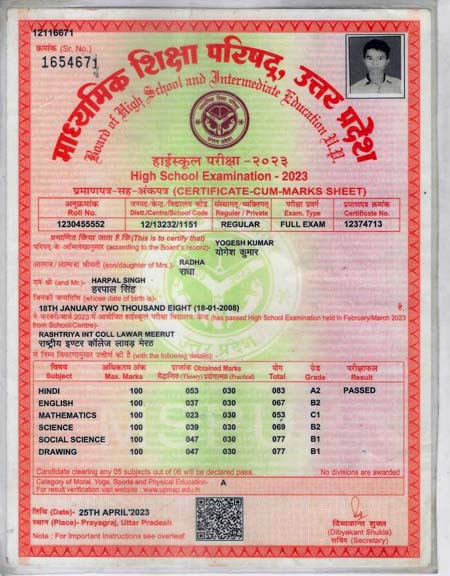 12116671
क्रमांक (Sr. No.)
1654671
माध्यमिक शिक्षा परिषद्, उत्तर प्रदेश
Board of High School and Intermediate Education, U.P.
हाईस्कूल परीक्षा - २०२३
High School Examination - 2023
प्रमाणपत्र-सह-अंकपत्र (CERTIFICATE-CUM-MARKS SHEET)
अनुक्रमांक जनपद/केन्द्र/विद्यालय कोड संस्थागत/व्यक्तिगत परीक्षा प्रवर्ग प्रमाणपत्र क्रमांक
Roll No. Distt./Centre/School Code Regular / Private Exam. Type Certificate No.
1230455552 12/13232/1151 REGULAR FULL EXAM 12374713
प्रमाणित किया जाता है कि(This is to certify that) YOGESH KUMAR
परिषद् के अभिलेखानुसार (according to the Board's record)- योगेश कुमार
आत्मज/आत्मजा श्रीमती (son/daughter of Mrs.)- RADHA
राधा
एवं श्री (and Mr.)- HARPAL SINGH
हरपाल सिंह
जिनकी जन्मतिथि (whose date of birth is)-
18TH JANUARY TWO THOUSAND EIGHT (18-01-2008) है,
ने फरवरी/मार्च 2023 में आयोजित हाईस्कूल परीक्षा विद्यालय/केन्द्र (has passed High School Examination held in February/March 2023
from School/Centre)-
RASHTRIYA INT COLL LAWAR MEERUT
राष्ट्रीय इण्टर कॉलेज लावड़ मेरठ
से निम्न विवरणानुसार उत्तीर्ण की है (with the following details):-
विषय अधिकतम अंक प्राप्तांक Obtained Marks योग ग्रेड परीक्षाफल
Subject Max. Marks सैद्धान्तिक (Theory) प्रयोगात्मक (Practical) Total Grade Result
HINDI 100 053 030 083 A2 PASSED
ENGLISH 100 037 030 067 B2
MATHEMATICS 100 023 030 053 C1
SCIENCE 100 039 030 069 B2
SOCIAL SCIENCE 100 047 030 077 B1
DRAWING 100 047 030 077 B1
Candidate clearing any 05 subjects out of 06 will be declared pass. No divisions are awarded
Category of Moral, Yoga, Sports and Physical Education- A
For result verification visit website : www.upmsp.edu.in
तिथि (Date)- 25TH APRIL'2023
स्थान (Place)- Prayagraj, Uttar Pradesh
Note : For Important Instructions see overleaf
दिब्यकान्त शुक्ल
(Dibyakant Shukla)
सचिव (Secretary)